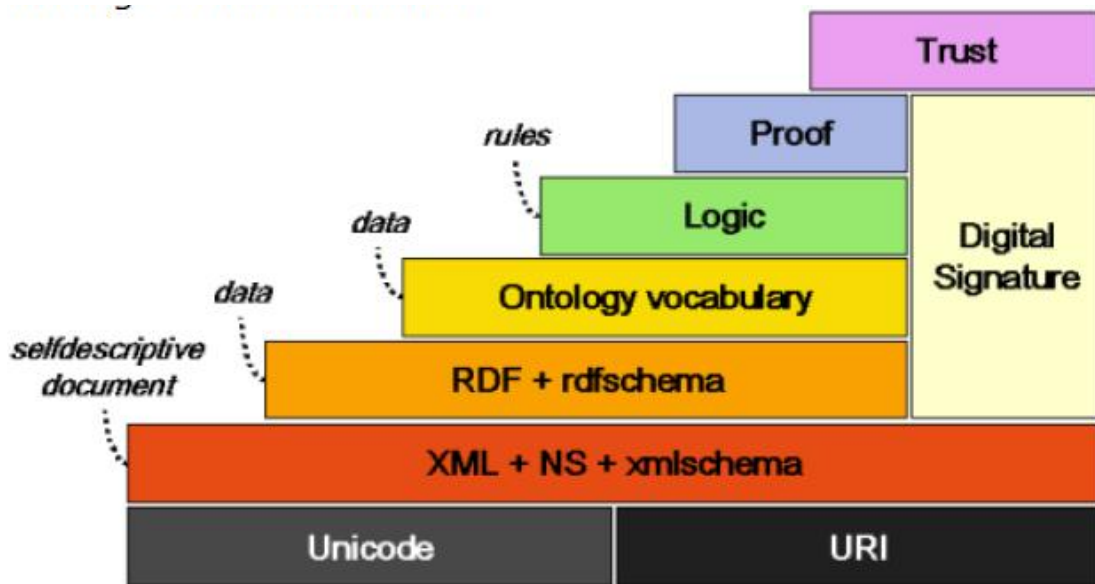 Trust
Proof
rules
Logic
Digital
Signature
data
Ontology vocabulary
data
RDF + rdfschema
selfdescriptive
document
XML + NS + xmlschema
Unicode
URI